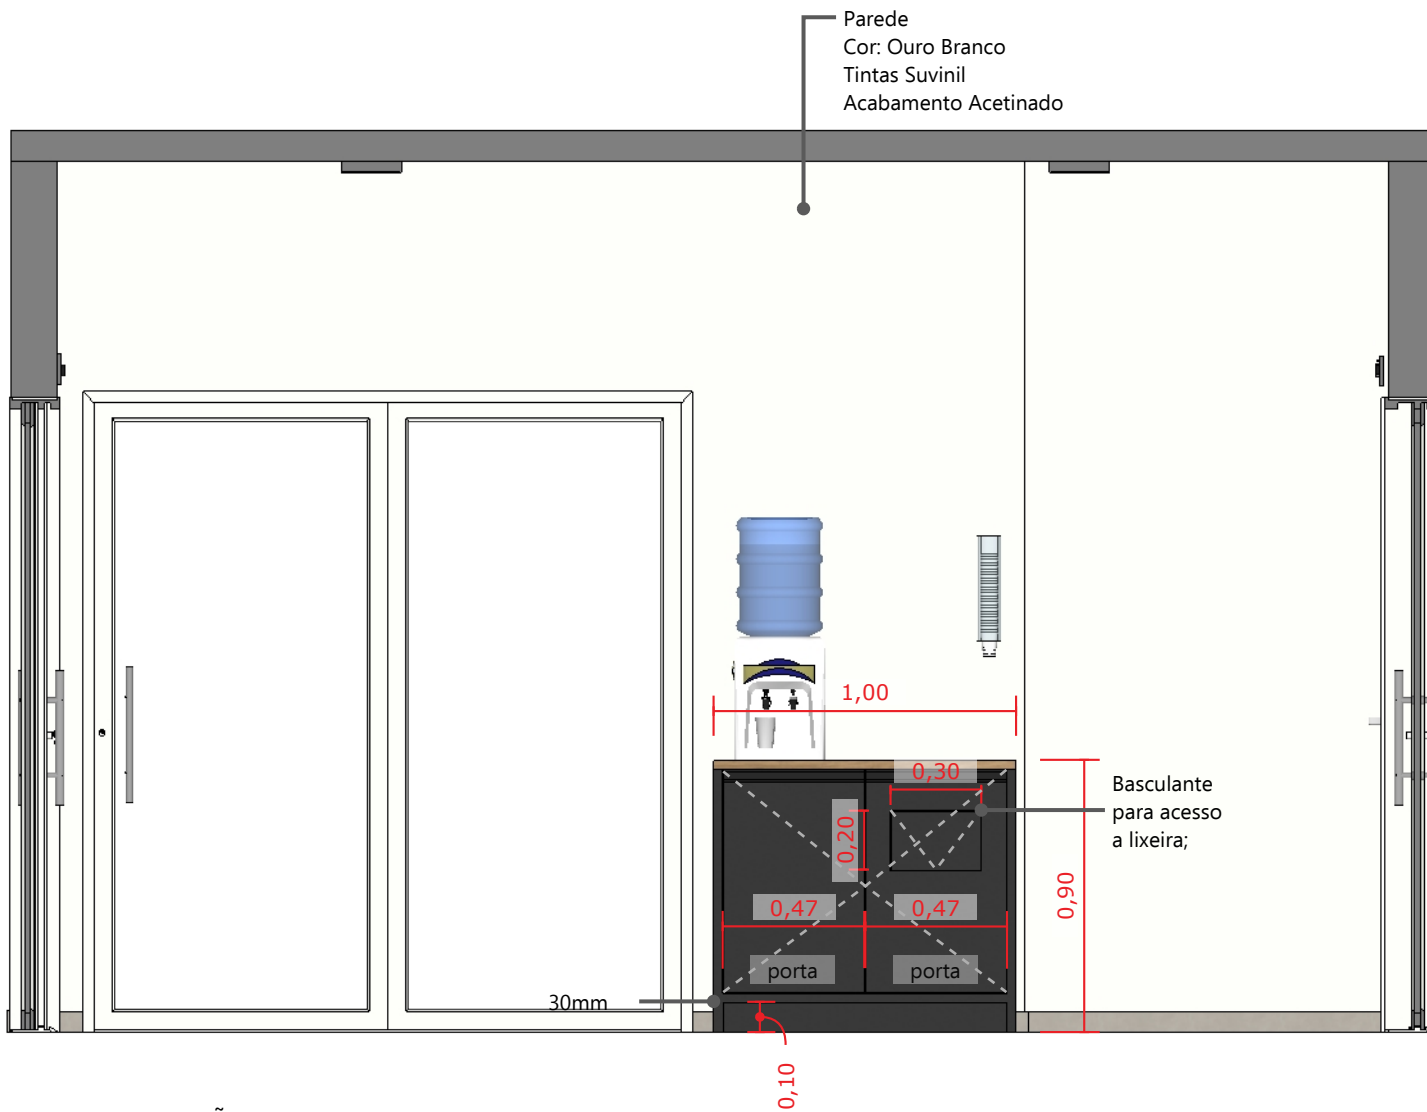 Parede
Cor: Ouro Branco
Tintas Suvinil
Acabamento Acetinado
1,00
0,30
Basculante
para acesso
a lixeira;
0,20
0,90
0,47
0,47
porta
porta
30mm
0,10